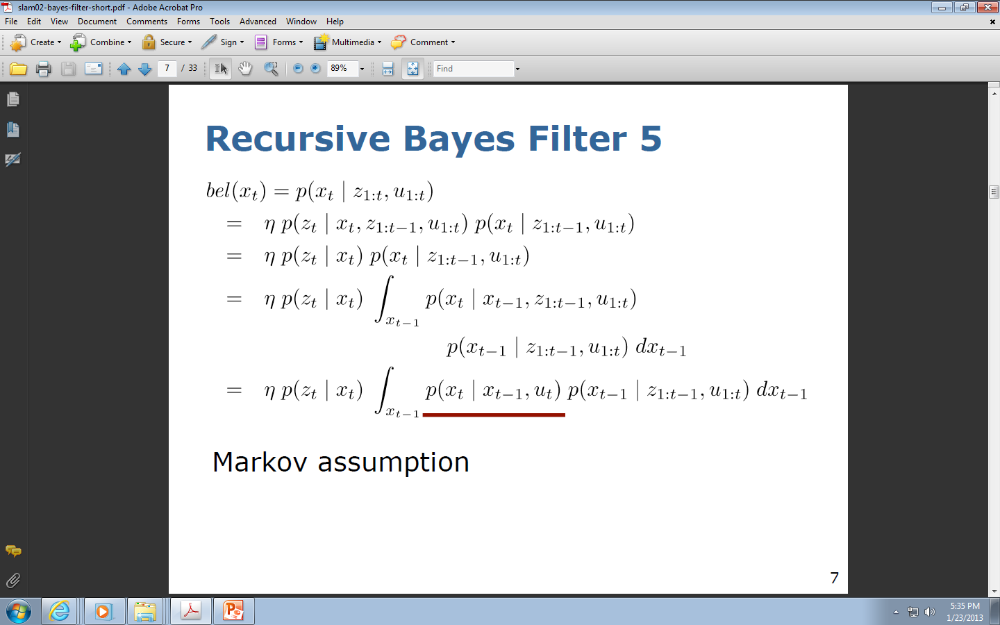 slam02-bayes-filter-short.pdf - Adobe Acrobat Pro
File Edit View Document Comments Forms Tools Advanced Window Help
Create Combine Secure Sign Forms Multimedia Comment
7 / 33 89% Find
Recursive Bayes Filter 5
bel(x_t) = p(x_t | z_{1:t}, u_{1:t})
= η p(z_t | x_t, z_{1:t−1}, u_{1:t}) p(x_t | z_{1:t−1}, u_{1:t})
= η p(z_t | x_t) p(x_t | z_{1:t−1}, u_{1:t})
= η p(z_t | x_t) ∫_{x_{t−1}} p(x_t | x_{t−1}, z_{1:t−1}, u_{1:t})
p(x_{t−1} | z_{1:t−1}, u_{1:t}) dx_{t−1}
= η p(z_t | x_t) ∫_{x_{t−1}} p(x_t | x_{t−1}, u_t) p(x_{t−1} | z_{1:t−1}, u_{1:t}) dx_{t−1}
Markov assumption
7
5:35 PM
1/23/2013